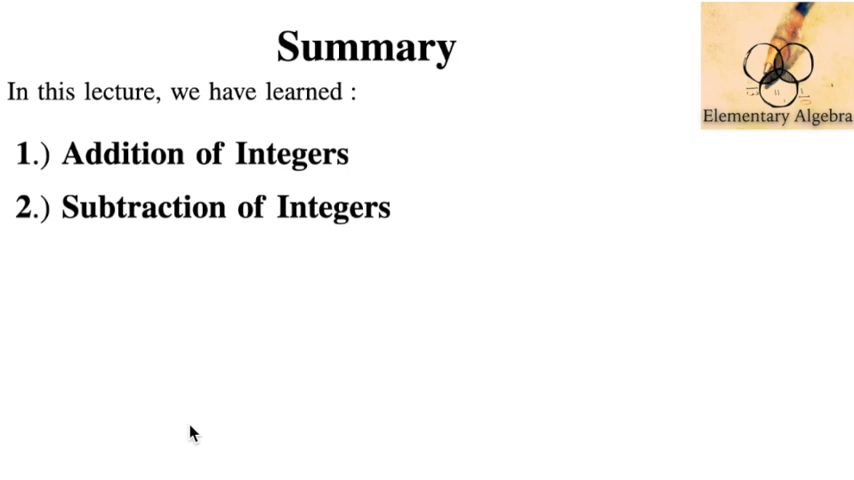 Summary
In this lecture, we have learned :
1.) Addition of Integers
2.) Subtraction of Integers
Elementary Algebra